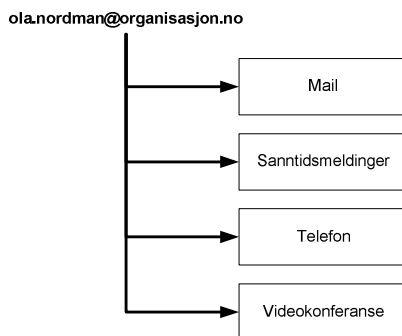 ola.nordman@organisasjon.no
Mail
Sanntidsmeldinger
Telefon
Videokonferanse